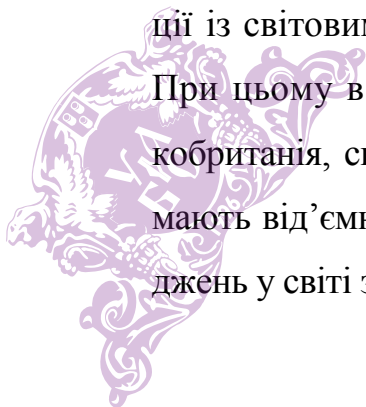 ції із світовим
При цьому в
кобританія, сп
мають від’ємн
джень у світі з
У Л
Б У